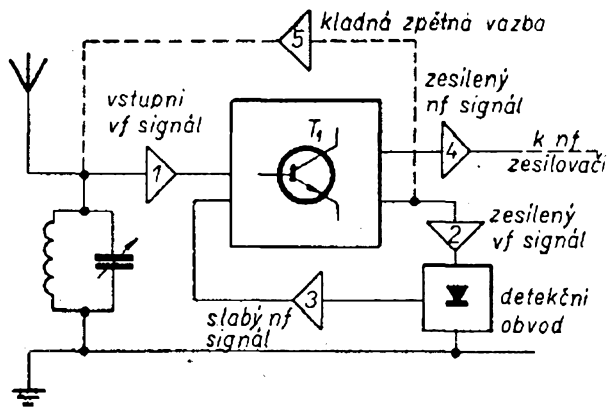 5
kladná zpětná vazba
vstupní
vf signál
1
T1
zesílený
nf signál
4
k nf
zesilovači
2
zesílený
vf signál
3
slabý nf
signál
detekční
obvod